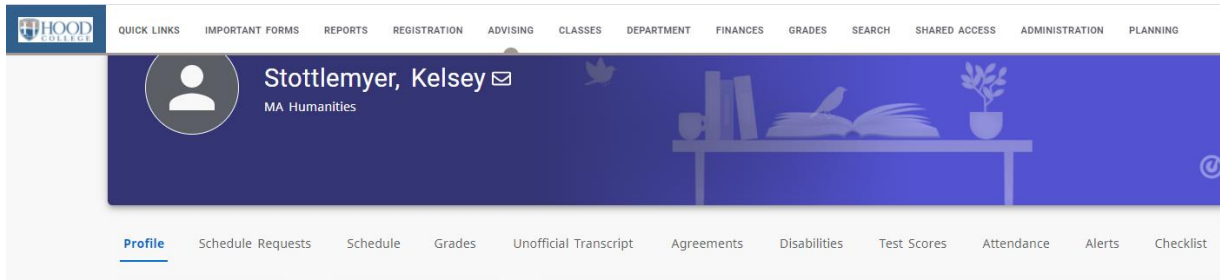 HOOD
COLLEGE
QUICK LINKS IMPORTANT FORMS REPORTS REGISTRATION ADVISING CLASSES DEPARTMENT FINANCES GRADES SEARCH SHARED ACCESS ADMINISTRATION PLANNING
Stottlemyer, Kelsey
MA Humanities
Profile Schedule Requests Schedule Grades Unofficial Transcript Agreements Disabilities Test Scores Attendance Alerts Checklist